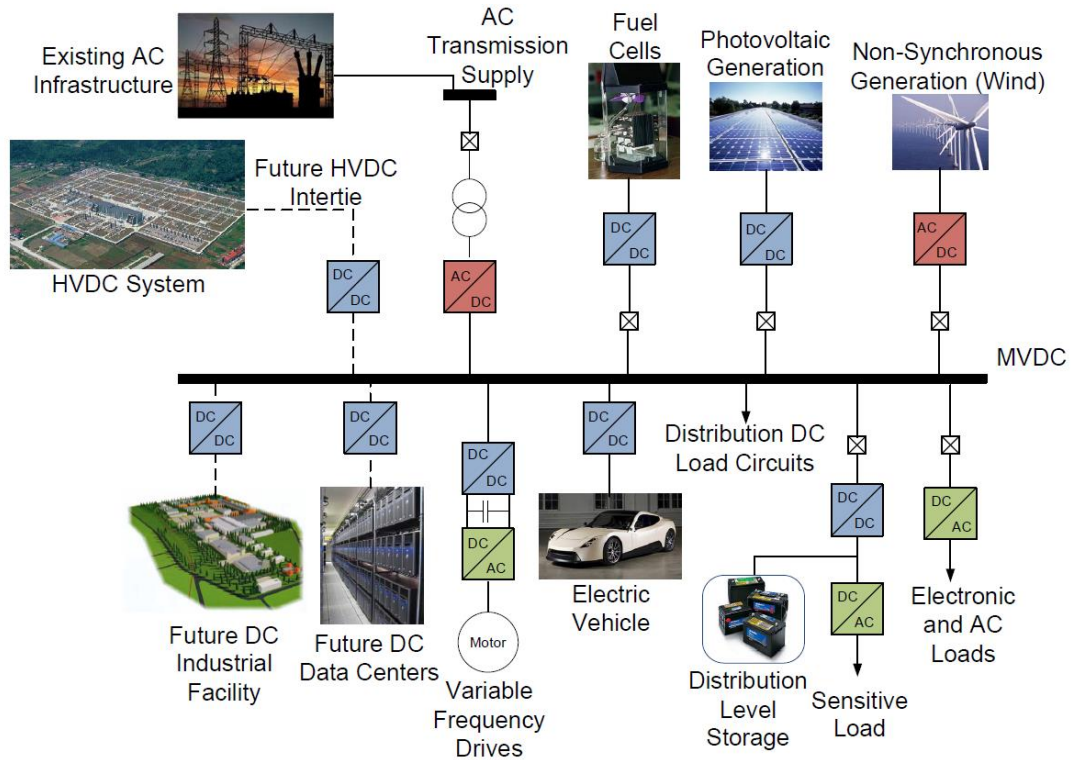 Existing AC
Infrastructure
AC
Transmission
Supply
Fuel
Cells
Photovoltaic
Generation
Non-Synchronous
Generation (Wind)
Future HVDC
Intertie
HVDC System
DC
DC
AC
DC
DC
DC
DC
DC
AC
DC
MVDC
DC
DC
DC
DC
DC
DC
DC
AC
DC
DC
DC
DC
DC
AC
DC
AC
Distribution DC
Load Circuits
Future DC
Industrial
Facility
Future DC
Data Centers
Motor
Variable
Frequency
Drives
Electric
Vehicle
Distribution
Level
Storage
Sensitive
Load
Electronic
and AC
Loads